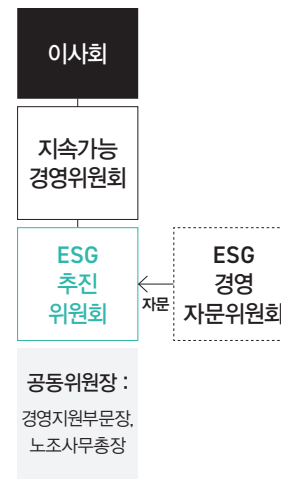 이사회
지속가능
경영위원회
ESG
추진
위원회
자문
ESG
경영
자문위원회
공동위원장 :
경영지원부문장,
노조사무총장